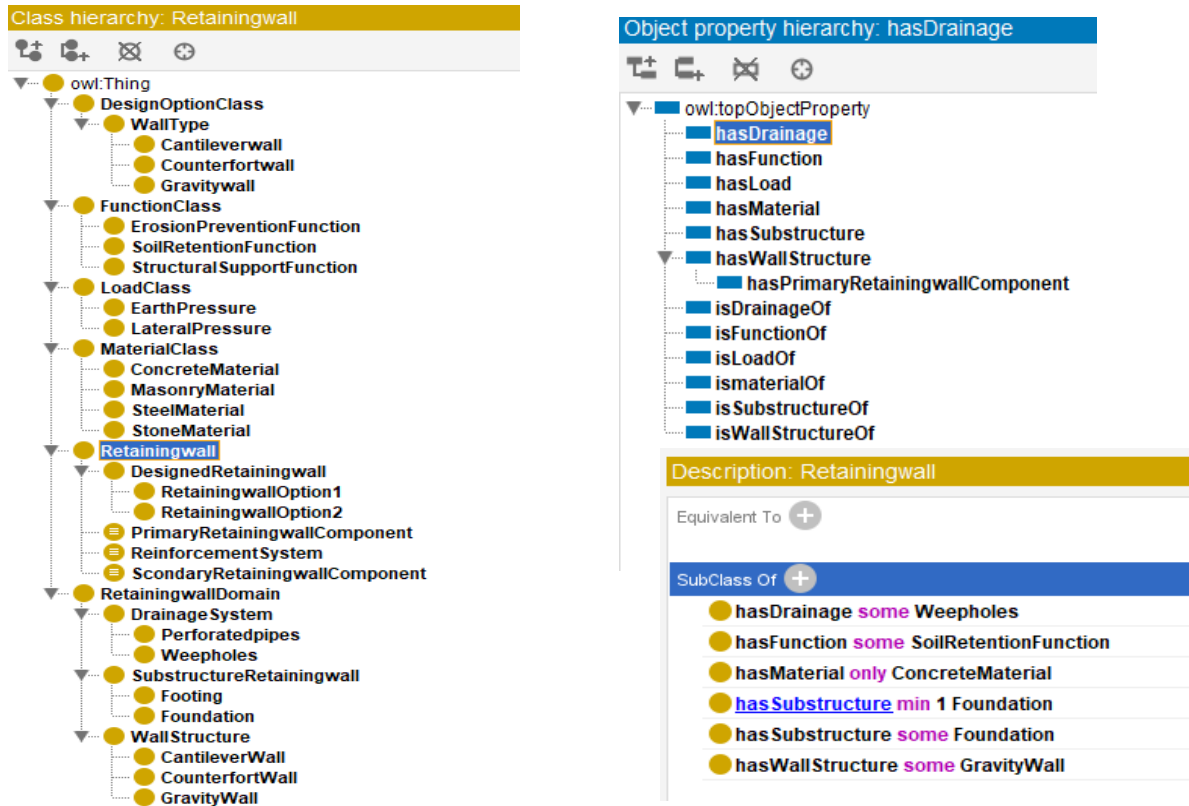 Class hierarchy: Retainingwall
owl:Thing
DesignOptionClass
WallType
Cantileverwall
Counterfortwall
Gravitywall
FunctionClass
ErosionPreventionFunction
SoilRetentionFunction
StructuralSupportFunction
LoadClass
EarthPressure
LateralPressure
MaterialClass
ConcreteMaterial
MasonryMaterial
SteelMaterial
StoneMaterial
Retainingwall
DesignedRetainingwall
RetainingwallOption1
RetainingwallOption2
PrimaryRetainingwallComponent
ReinforcementSystem
ScondaryRetainingwallComponent
RetainingwallDomain
DrainageSystem
Perforatedpipes
Weepholes
SubstructureRetainingwall
Footing
Foundation
WallStructure
CantileverWall
CounterfortWall
GravityWall
Object property hierarchy: hasDrainage
owl:topObjectProperty
hasDrainage
hasFunction
hasLoad
hasMaterial
hasSubstructure
hasWallStructure
hasPrimaryRetainingwallComponent
isDrainageOf
isFunctionOf
isLoadOf
ismaterialOf
isSubstructureOf
isWallStructureOf
Description: Retainingwall
Equivalent To
SubClass Of
hasDrainage some Weepholes
hasFunction some SoilRetentionFunction
hasMaterial only ConcreteMaterial
hasSubstructure min 1 Foundation
hasSubstructure some Foundation
hasWallStructure some GravityWall